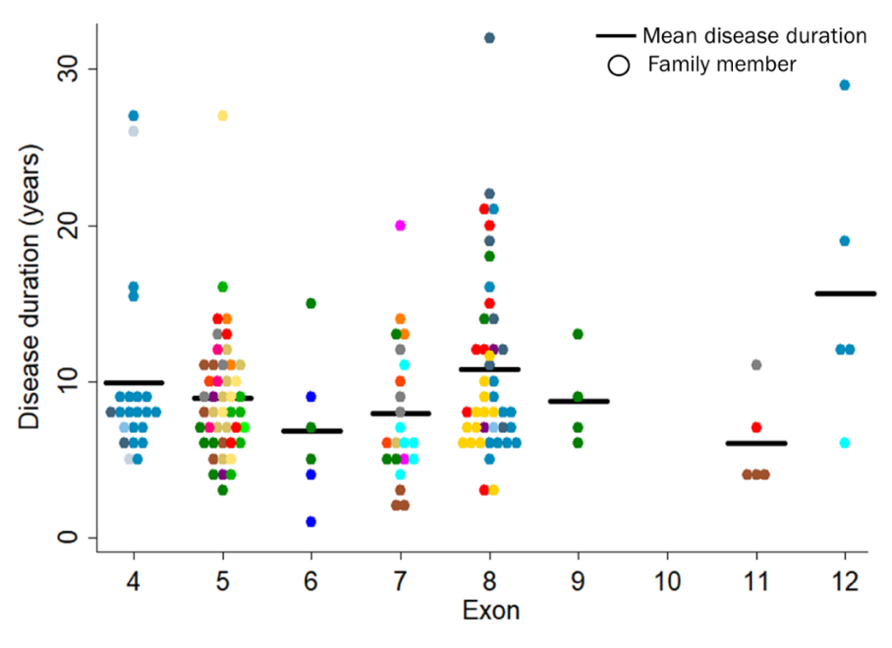 Mean disease duration
Family member
30
20
10
0
Disease duration (years)
4 5 6 7 8 9 10 11 12
Exon